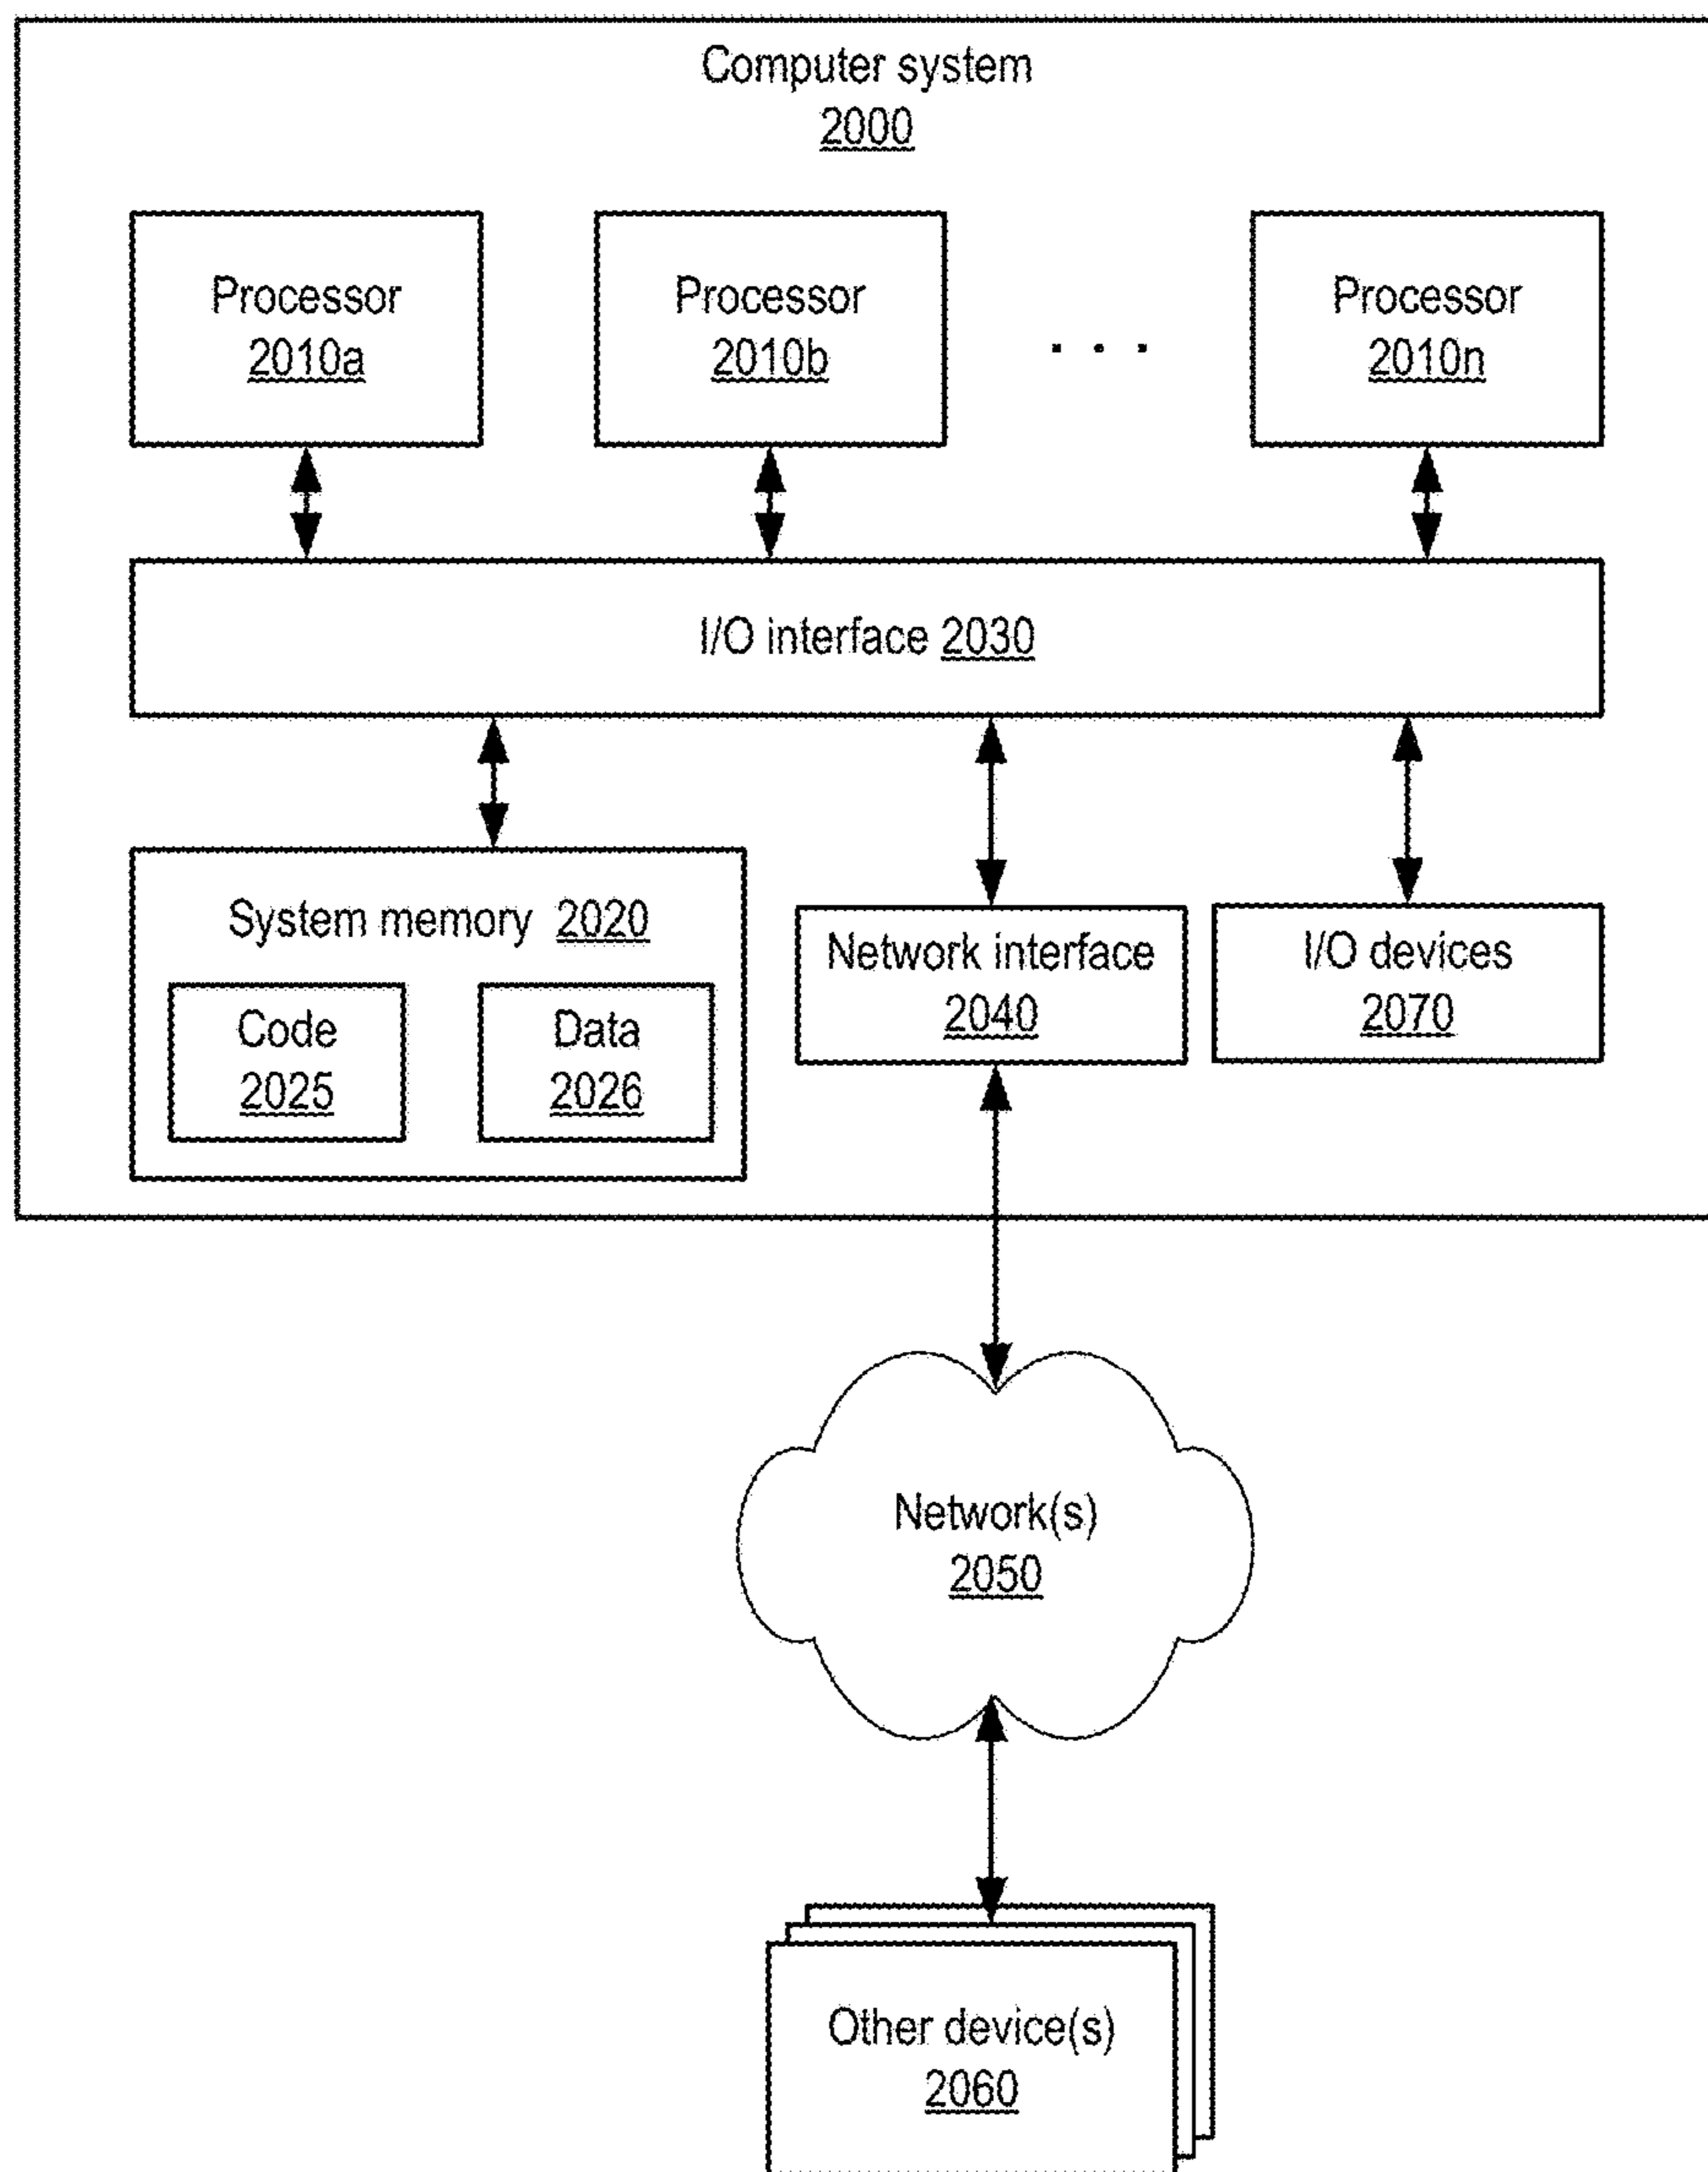 Computer system
2000
Processor
2010a
Processor
2010b
. . .
Processor
2010n
I/O interface 2030
System memory 2020
Code
2025
Data
2026
Network interface
2040
I/O devices
2070
Network(s)
2050
Other device(s)
2060